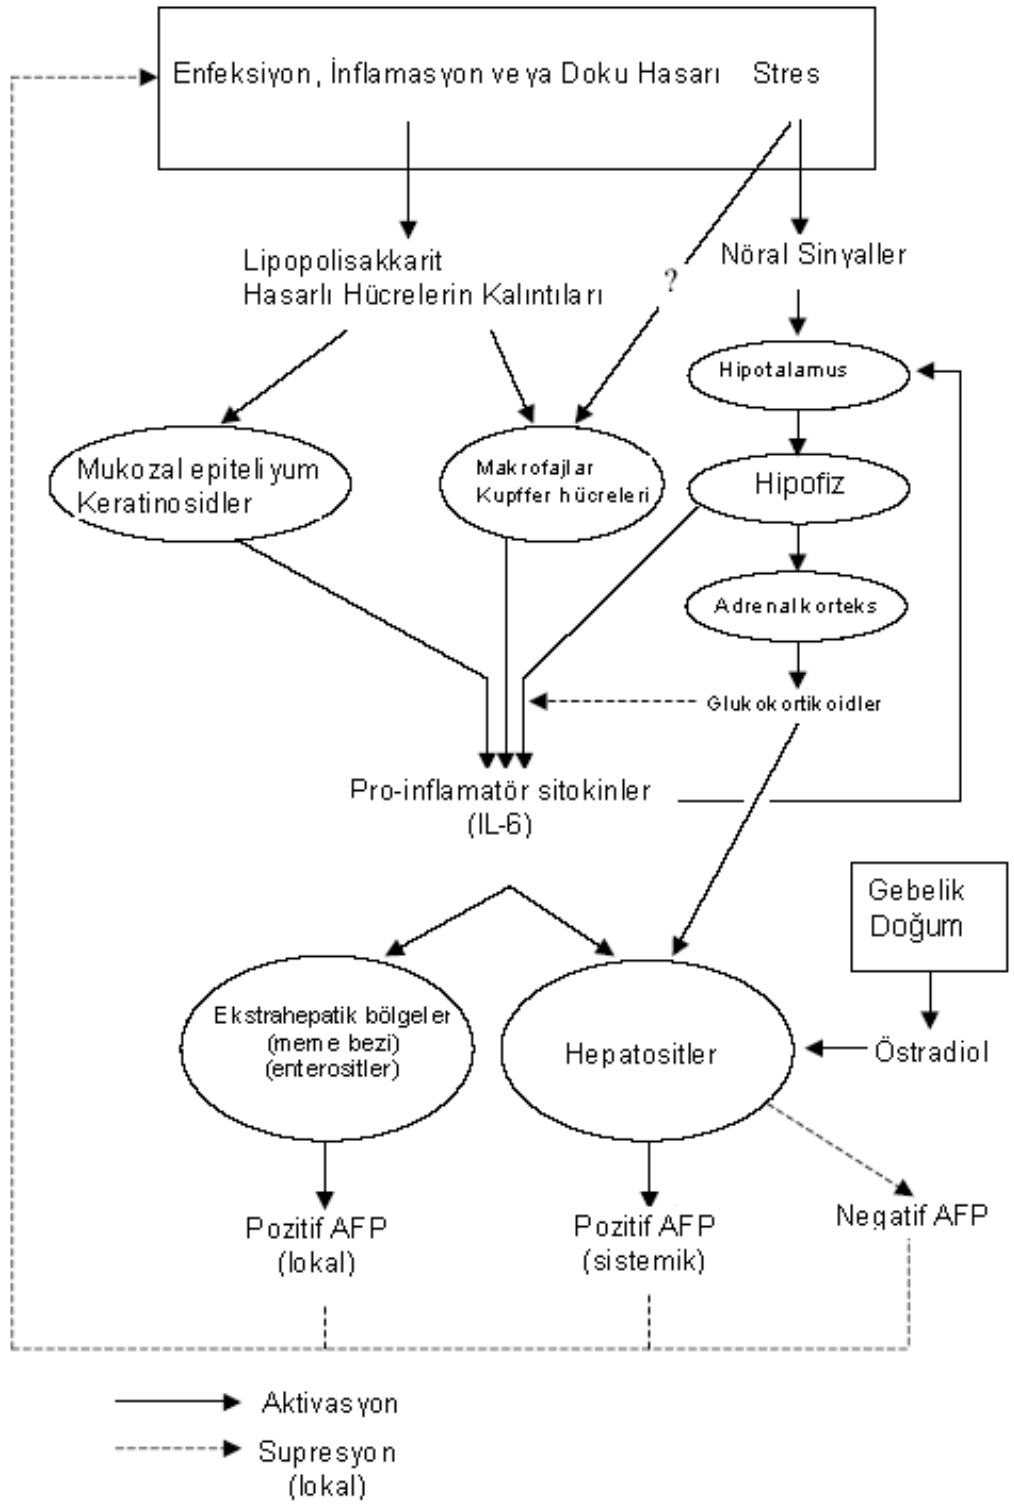 Enfeksiyon, İnflamasyon veya Doku Hasarı Stres
Lipopolisakkarit
Hasarlı Hücrelerin Kalıntıları
?
Nöral Sinyaller
Hipotalamus
Mukozal epiteliyum
Keratinosidler
Makrofajlar
Kupffer hücreleri
Hipofiz
Adrenal korteks
Glukokortikoidler
Pro-inflamatör sitokinler
(IL-6)
Gebelik
Doğum
Ekstrahepatik bölgeler
(meme bezi)
(enterositler)
Hepatositler
Östradiol
Pozitif AFP
(lokal)
Pozitif AFP
(sistemik)
Negatif AFP
Aktivasyon
Supresyon
(lokal)